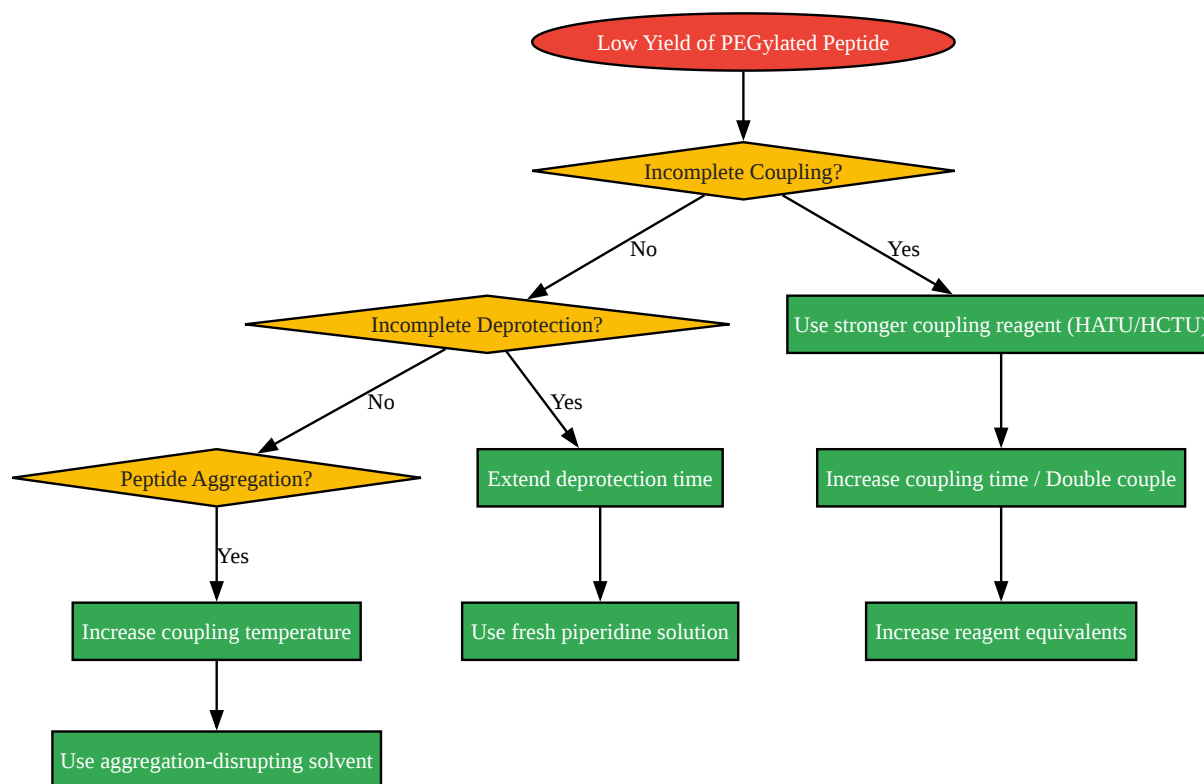 Low Yield of PEGylated Peptide
Incomplete Coupling?
No
Yes
Incomplete Deprotection?
Use stronger coupling reagent (HATU/HCTU)
No
Yes
Peptide Aggregation?
Extend deprotection time
Increase coupling time / Double couple
Yes
Increase coupling temperature
Use fresh piperidine solution
Increase reagent equivalents
Use aggregation-disrupting solvent